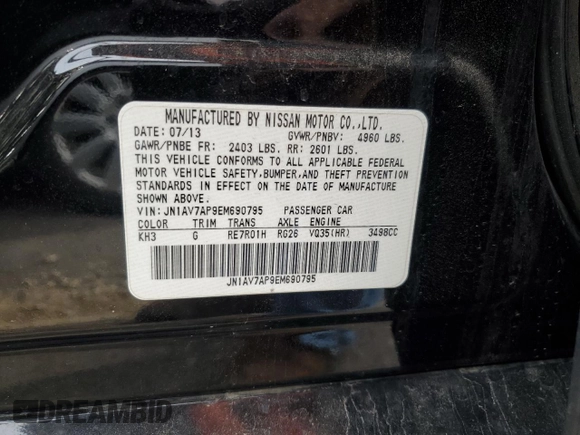 MANUFACTURED BY NISSAN MOTOR CO.,LTD.
DATE: 07/13 GVWR/PNBV: 4960 LBS.
GAWR/PNBE FR: 2403 LBS. RR: 2601 LBS.
THIS VEHICLE CONFORMS TO ALL APPLICABLE FEDERAL
MOTOR VEHICLE SAFETY,BUMPER,AND THEFT PREVENTION
STANDARDS IN EFFECT ON THE DATE OF MANUFACTURE
SHOWN ABOVE.
VIN: JN1AV7AP9EM690795 PASSENGER CAR
COLOR TRIM TRANS AXLE ENGINE
KH3 G RE7R01H RG26 VQ35(HR) 3498CC
JN1AV7AP9EM690795
DREAMBID